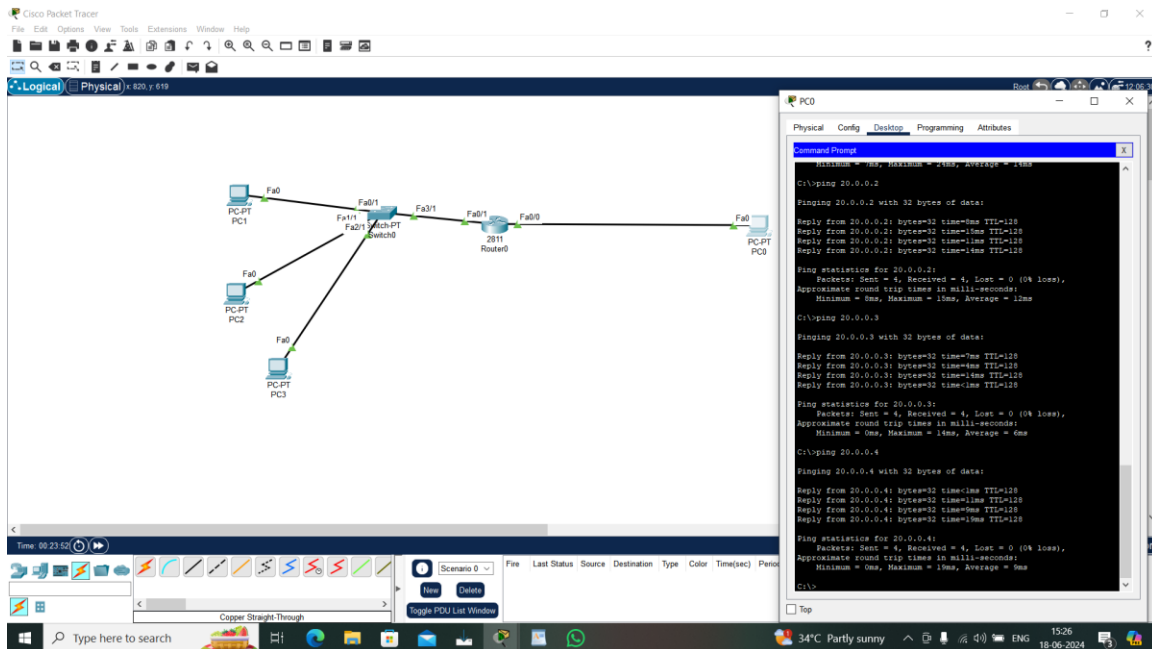 Cisco Packet Tracer
File Edit Options View Tools Extensions Window Help
?
Logical Physical x: 820, y: 619
Root 12:06:3
PC0
Physical Config Desktop Programming Attributes
Command Prompt
X
Minimum = 7ms, Maximum = 24ms, Average = 14ms
C:\>ping 20.0.0.2
Pinging 20.0.0.2 with 32 bytes of data:
Reply from 20.0.0.2: bytes=32 time=8ms TTL=128
Reply from 20.0.0.2: bytes=32 time=15ms TTL=128
Reply from 20.0.0.2: bytes=32 time=11ms TTL=128
Reply from 20.0.0.2: bytes=32 time=14ms TTL=128
Ping statistics for 20.0.0.2:
Packets: Sent = 4, Received = 4, Lost = 0 (0% loss),
Approximate round trip times in milli-seconds:
Minimum = 8ms, Maximum = 15ms, Average = 12ms
C:\>ping 20.0.0.3
Pinging 20.0.0.3 with 32 bytes of data:
Reply from 20.0.0.3: bytes=32 time=7ms TTL=128
Reply from 20.0.0.3: bytes=32 time=4ms TTL=128
Reply from 20.0.0.3: bytes=32 time=14ms TTL=128
Reply from 20.0.0.3: bytes=32 time<1ms TTL=128
Ping statistics for 20.0.0.3:
Packets: Sent = 4, Received = 4, Lost = 0 (0% loss),
Approximate round trip times in milli-seconds:
Minimum = 0ms, Maximum = 14ms, Average = 6ms
C:\>ping 20.0.0.4
Pinging 20.0.0.4 with 32 bytes of data:
Reply from 20.0.0.4: bytes=32 time<1ms TTL=128
Reply from 20.0.0.4: bytes=32 time=11ms TTL=128
Reply from 20.0.0.4: bytes=32 time=9ms TTL=128
Reply from 20.0.0.4: bytes=32 time=19ms TTL=128
Ping statistics for 20.0.0.4:
Packets: Sent = 4, Received = 4, Lost = 0 (0% loss),
Approximate round trip times in milli-seconds:
Minimum = 0ms, Maximum = 19ms, Average = 9ms
C:\>
Top
Fa0
PC-PT
PC1
Fa0/1
Fa1/1
Fa2/1
witch-PT
Switch0
Fa3/1
Fa0/1
Fa0/0
2811
Router0
Fa0
PC-PT
PC0
Fa0
PC-PT
PC2
Fa0
PC-PT
PC3
Time: 00:23:52
Scenario 0
New Delete
Toggle PDU List Window
Fire Last Status Source Destination Type Color Time(sec) Period
Copper Straight-Through
Type here to search
34°C Partly sunny
ENG
15:26
18-06-2024
3